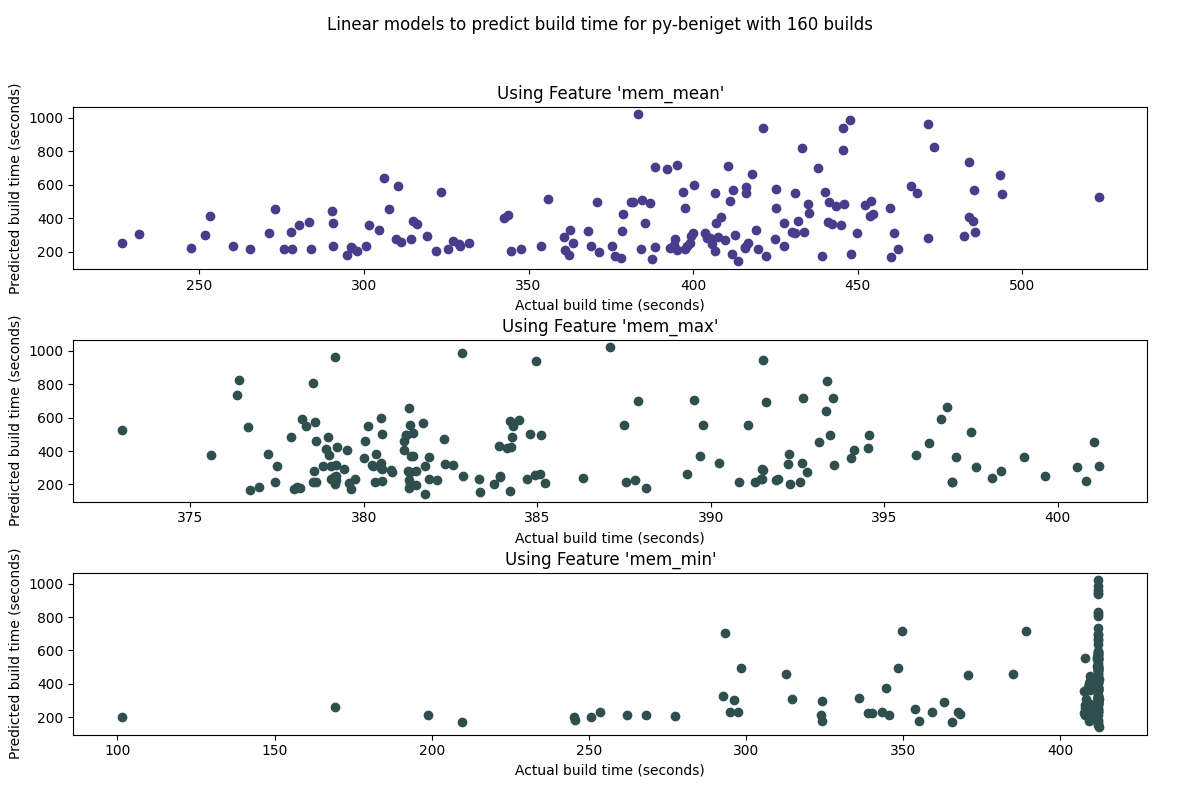 Linear models to predict build time for py-beniget with 160 builds
Using Feature 'mem_mean'
Predicted build time (seconds)
1000
800
600
400
200
250 300 350 400 450 500
Actual build time (seconds)
Using Feature 'mem_max'
Predicted build time (seconds)
1000
800
600
400
200
375 380 385 390 395 400
Actual build time (seconds)
Using Feature 'mem_min'
Predicted build time (seconds)
1000
800
600
400
200
100 150 200 250 300 350 400
Actual build time (seconds)